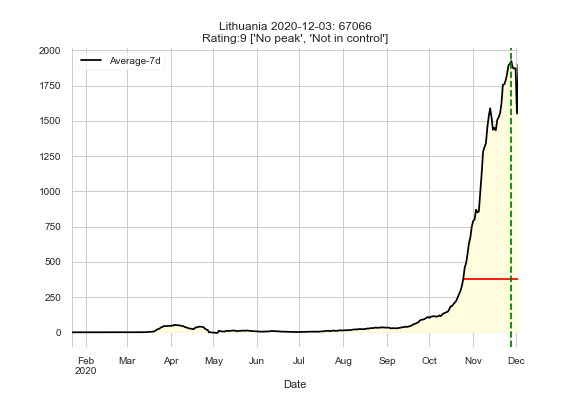 Lithuania 2020-12-03: 67066
Rating:9 ['No peak', 'Not in control']
2000
Average-7d
1750
1500
1250
1000
750
500
250
0
Feb Mar Apr May Jun Jul Aug Sep Oct Nov Dec
2020
Date